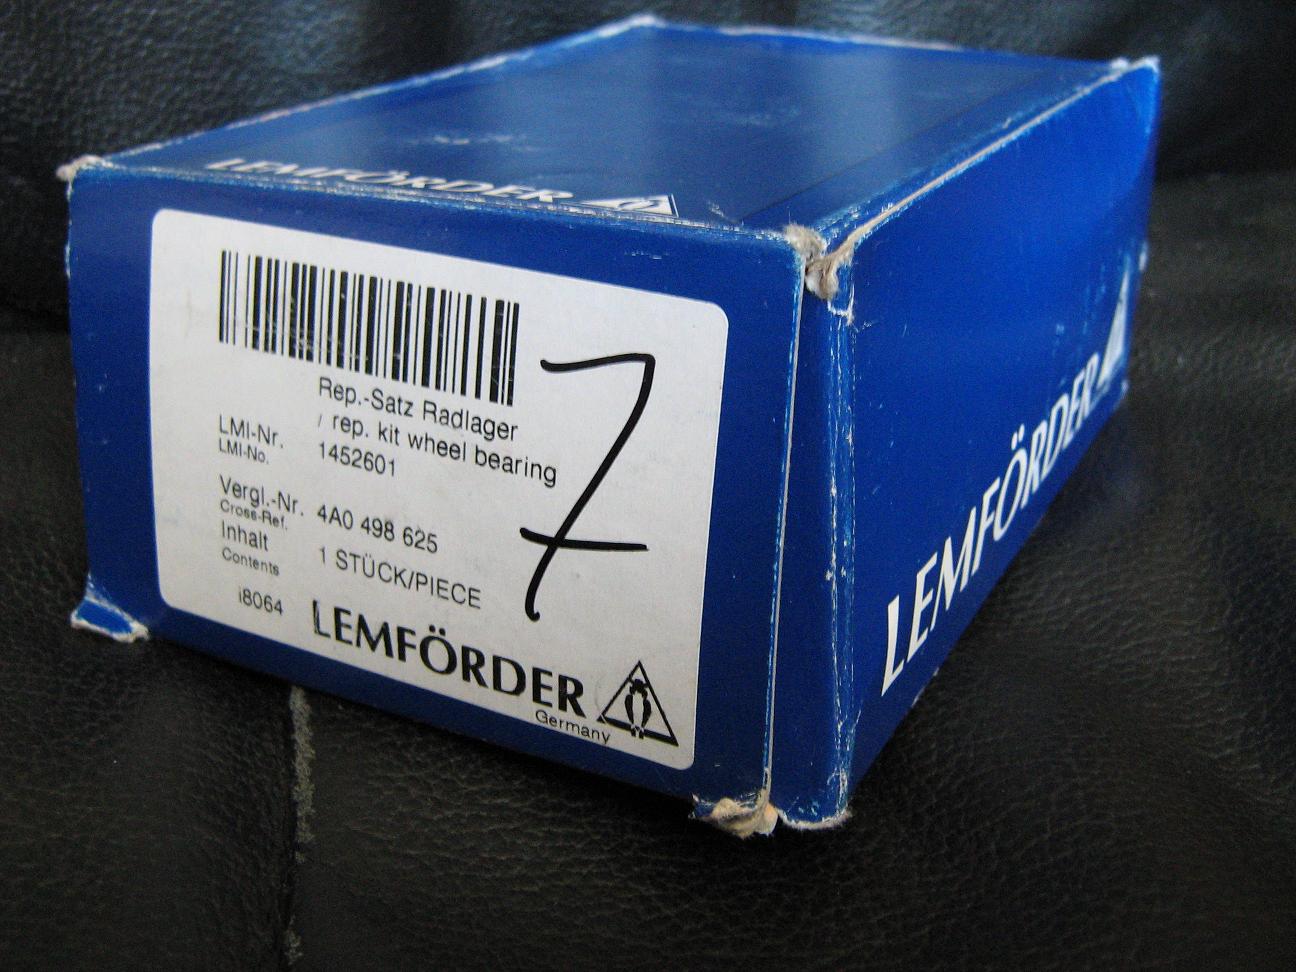 LEMFÖRDER
Rep.-Satz Radlager
/ rep. kit wheel bearing
LMI-Nr.
LMI-No. 1452601
Vergl.-Nr.
Cross-Ref. 4A0 498 625
Inhalt
Contents 1 STÜCK/PIECE
i8064
LEMFÖRDER
Germany
7
LEMFÖRDER